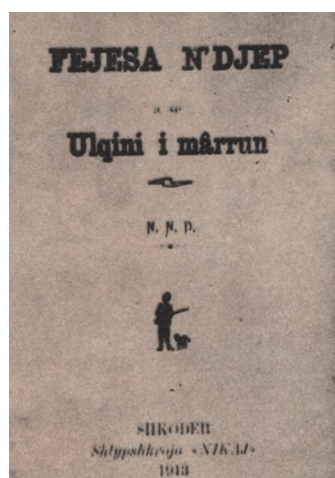 FEJESA N'DJEP
a se
Ulqini i mârrun
N. N. D.
SHKODER
Shtypshkroja «NIKAJ»
1913